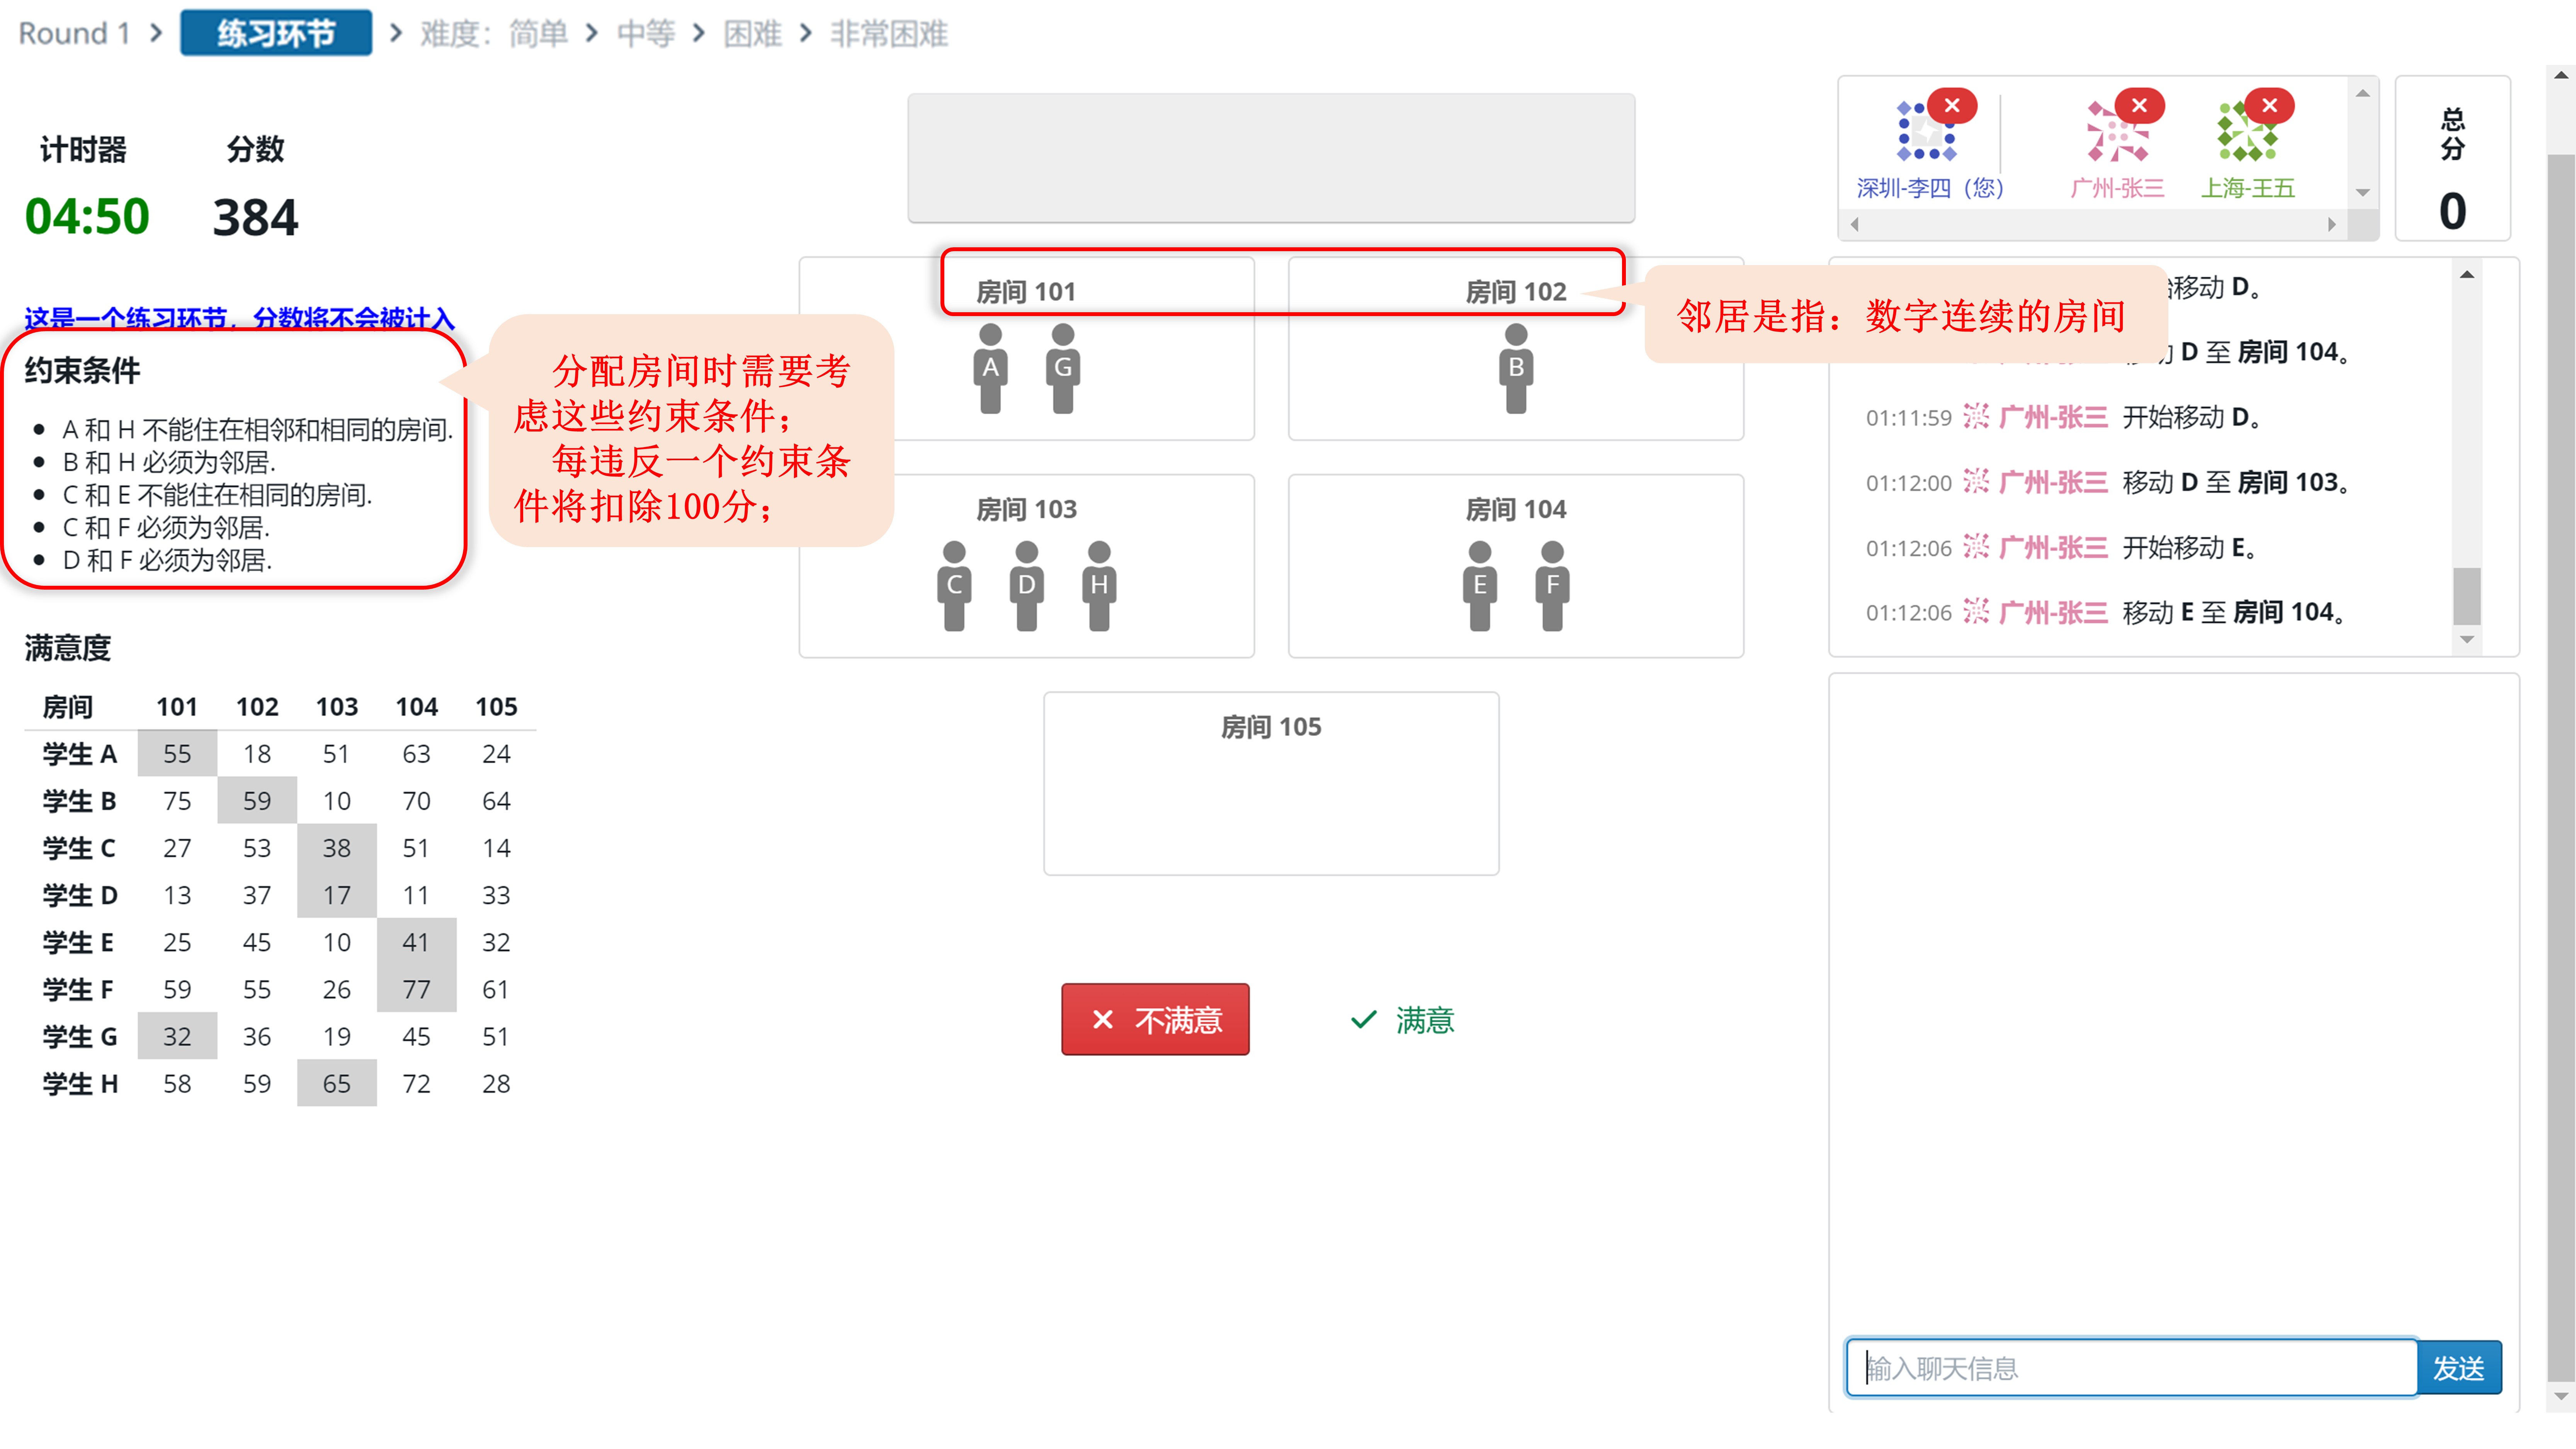 Round 1 > 练习环节 > 难度：简单 > 中等 > 困难 > 非常困难
计时器 分数
04:50 384
这是一个练习环节，分数将不会被计入
约束条件
• A 和 H 不能住在相邻和相同的房间.
• B 和 H 必须为邻居.
• C 和 E 不能住在相同的房间.
• C 和 F 必须为邻居.
• D 和 F 必须为邻居.
分配房间时需要考
虑这些约束条件；
每违反一个约束条
件将扣除100分；
满意度
房间 101 102 103 104 105
学生 A 55 18 51 63 24
学生 B 75 59 10 70 64
学生 C 27 53 38 51 14
学生 D 13 37 17 11 33
学生 E 25 45 10 41 32
学生 F 59 55 26 77 61
学生 G 32 36 19 45 51
学生 H 58 59 65 72 28
房间 101
A G
房间 102
B
邻居是指：数字连续的房间
房间 103
C D H
房间 104
E F
房间 105
不满意 满意
深圳-李四（您） 广州-张三 上海-王五
总
分
0
移动 D。
D 至 房间 104。
01:11:59 广州-张三 开始移动 D。
01:12:00 广州-张三 移动 D 至 房间 103。
01:12:06 广州-张三 开始移动 E。
01:12:06 广州-张三 移动 E 至 房间 104。
输入聊天信息 发送